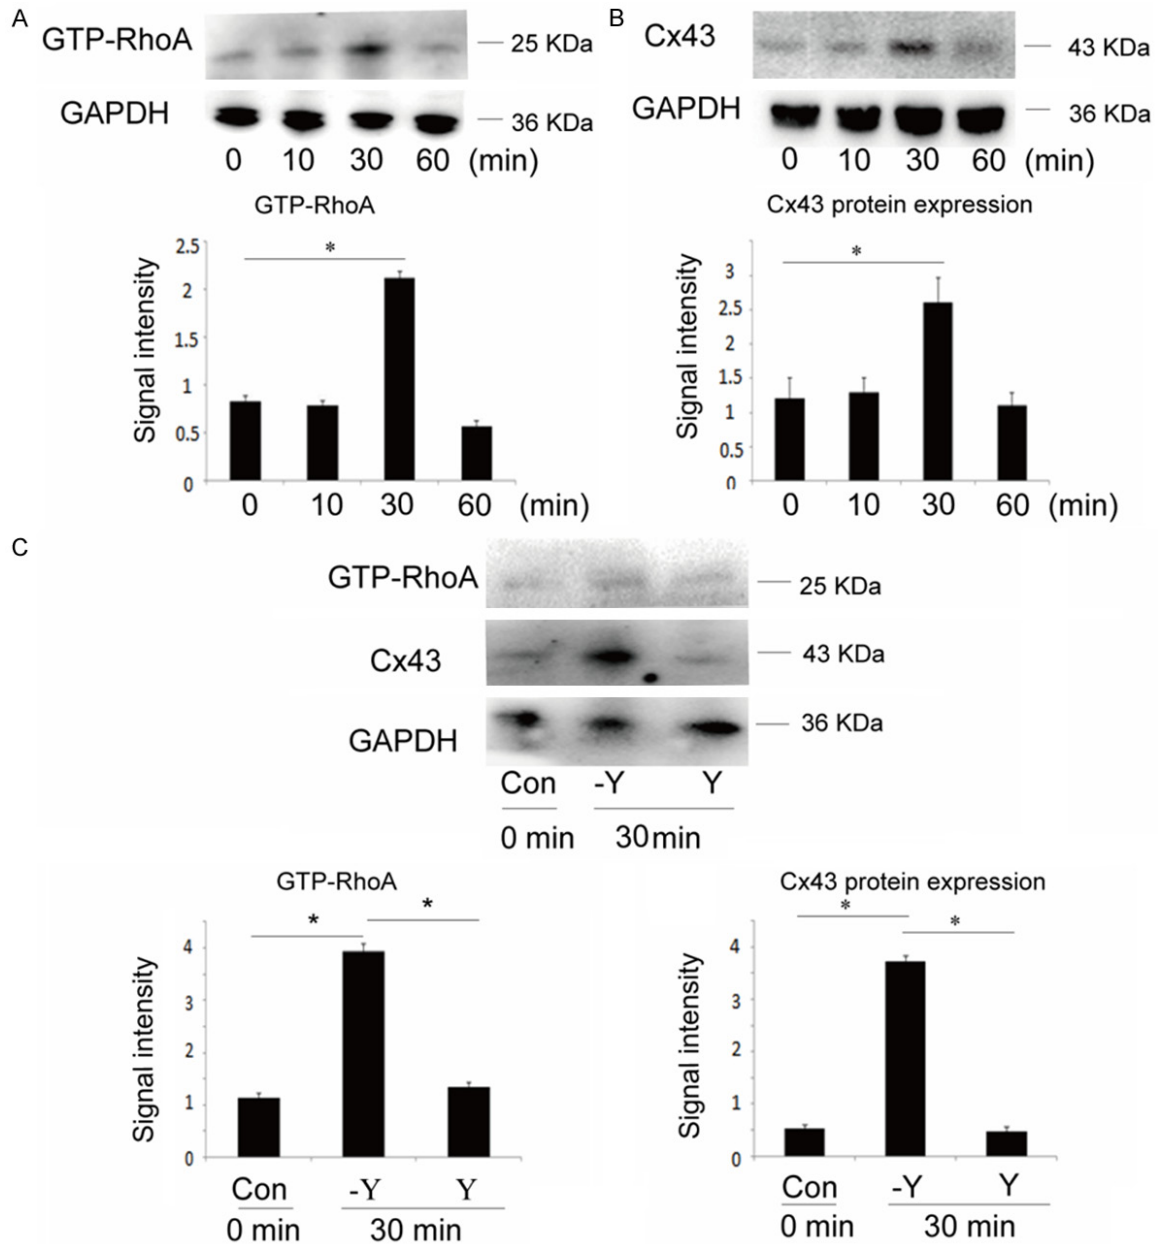 A
GTP-RhoA
25 KDa
GAPDH
36 KDa
0 10 30 60 (min)
GTP-RhoA
Signal intensity
2.5
2
1.5
1
0.5
0
*
0 10 30 60 (min)
B
Cx43
43 KDa
GAPDH
36 KDa
0 10 30 60 (min)
Cx43 protein expression
Signal intensity
3
2.5
2
1.5
1
0.5
0
*
0 10 30 60 (min)
C
GTP-RhoA
25 KDa
Cx43
43 KDa
GAPDH
36 KDa
Con -Y Y
0 min 30min
GTP-RhoA
Signal intensity
4
3
2
1
0
* *
Con -Y Y
0 min 30 min
Cx43 protein expression
Signal intensity
4
3
2
1
0
* *
Con -Y Y
0 min 30 min